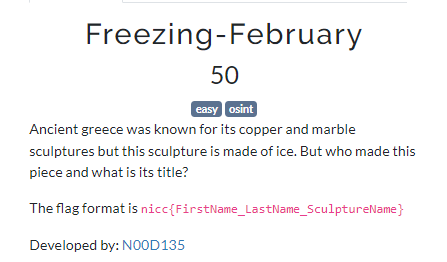 Freezing-February
50
easy osint
Ancient greece was known for its copper and marble
sculptures but this sculpture is made of ice. But who made this
piece and what is its title?
The flag format is nicc{FirstName_LastName_SculptureName}
Developed by: N00D135